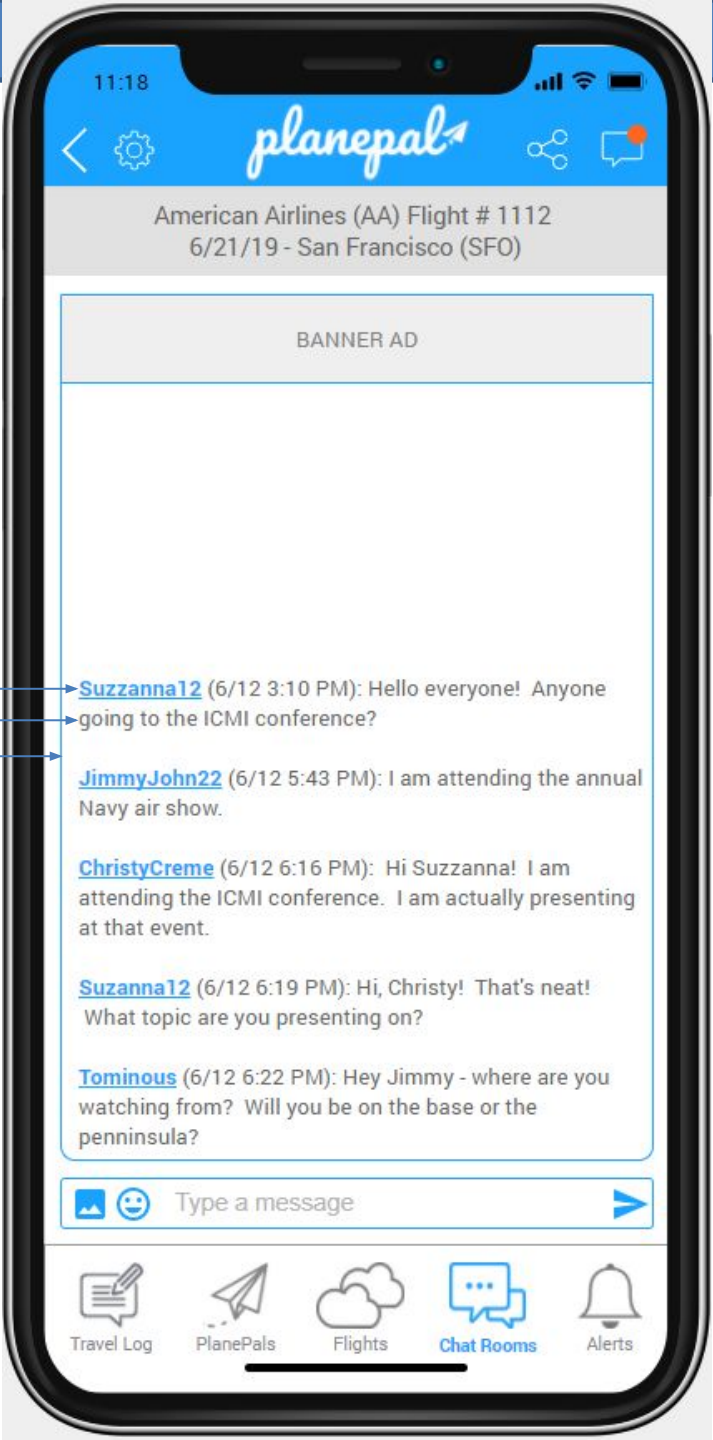 11:18
planepal
American Airlines (AA) Flight # 1112
6/21/19 - San Francisco (SFO)
BANNER AD
Suzzanna12 (6/12 3:10 PM): Hello everyone!  Anyone
going to the ICMI conference?
JimmyJohn22 (6/12 5:43 PM): I am attending the annual
Navy air show.
ChristyCreme (6/12 6:16 PM):  Hi Suzzanna!  I am
attending the ICMI conference.  I am actually presenting
at that event.
Suzanna12 (6/12 6:19 PM): Hi, Christy!  That's neat!
What topic are you presenting on?
Tominous (6/12 6:22 PM): Hey Jimmy - where are you
watching from?  Will you be on the base or the
penninsula?
Type a message
Travel Log PlanePals Flights Chat Rooms Alerts